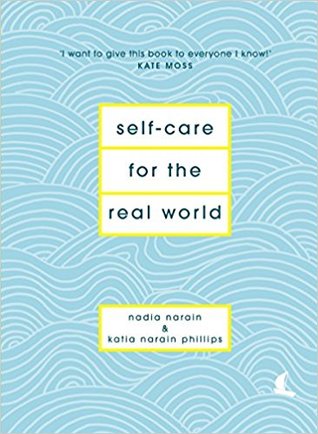 'I want to give this book to everyone I know!'
KATE MOSS
self-care
for the
real world
nadia narain
&
katia narain phillips